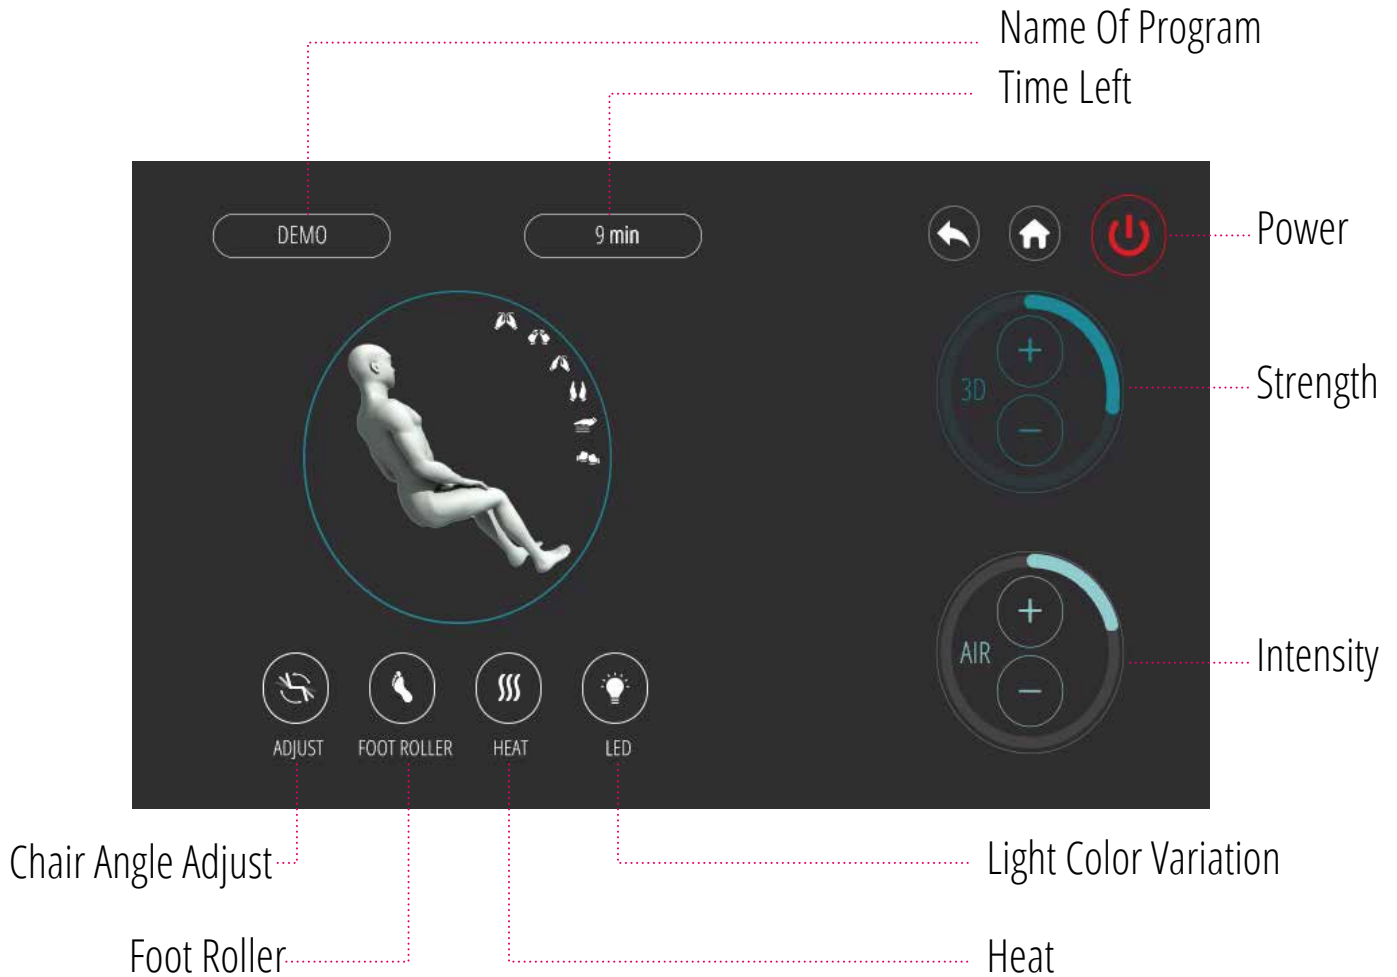 Name Of Program
Time Left
DEMO
9 min
Power
3D
Strength
AIR
Intensity
ADJUST
FOOT ROLLER
HEAT
LED
Chair Angle Adjust
Light Color Variation
Foot Roller
Heat